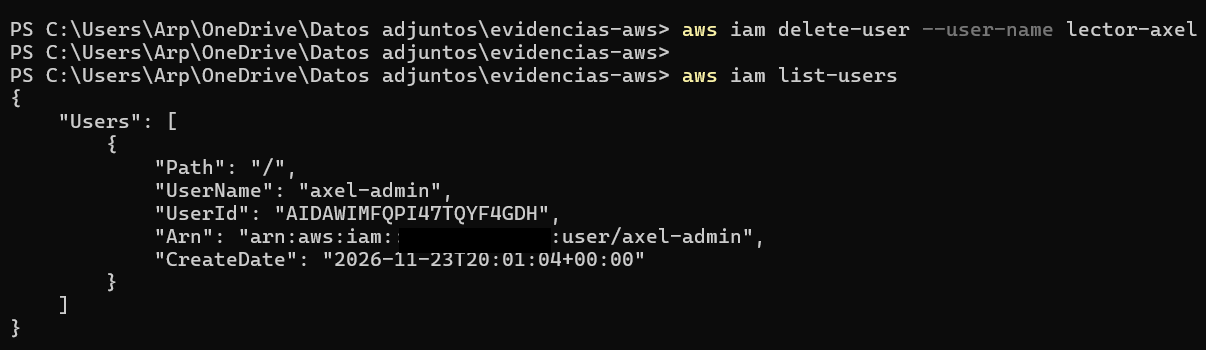 PS C:\Users\Arp\OneDrive\Datos adjuntos\evidencias-aws> aws iam delete-user --user-name lector-axel
PS C:\Users\Arp\OneDrive\Datos adjuntos\evidencias-aws>
PS C:\Users\Arp\OneDrive\Datos adjuntos\evidencias-aws> aws iam list-users
{
    "Users": [
        {
            "Path": "/",
            "UserName": "axel-admin",
            "UserId": "AIDAWIMFQPI47TQYF4GDH",
            "Arn": "arn:aws:iam::                :user/axel-admin",
            "CreateDate": "2026-11-23T20:01:04+00:00"
        }
    ]
}